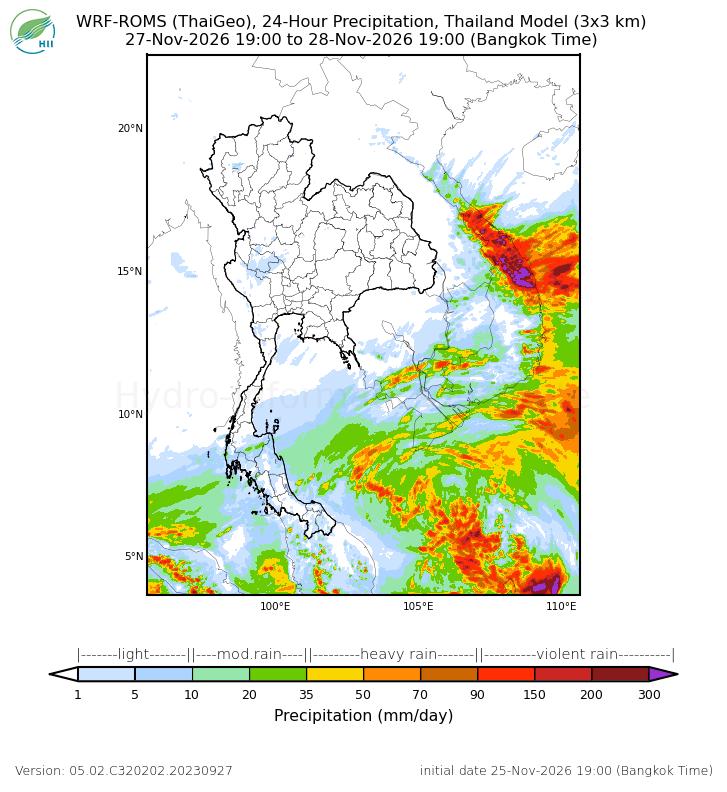 HII
WRF-ROMS (ThaiGeo), 24-Hour Precipitation, Thailand Model (3x3 km)
27-Nov-2026 19:00 to 28-Nov-2026 19:00 (Bangkok Time)
20°N
15°N
10°N
5°N
100°E 105°E 110°E
|-------light-------||----mod.rain----||---------heavy rain---------||----------violent rain----------|
1 5 10 20 35 50 70 90 150 200 300
Precipitation (mm/day)
Version: 05.02.C320202.20230927
initial date 25-Nov-2026 19:00 (Bangkok Time)